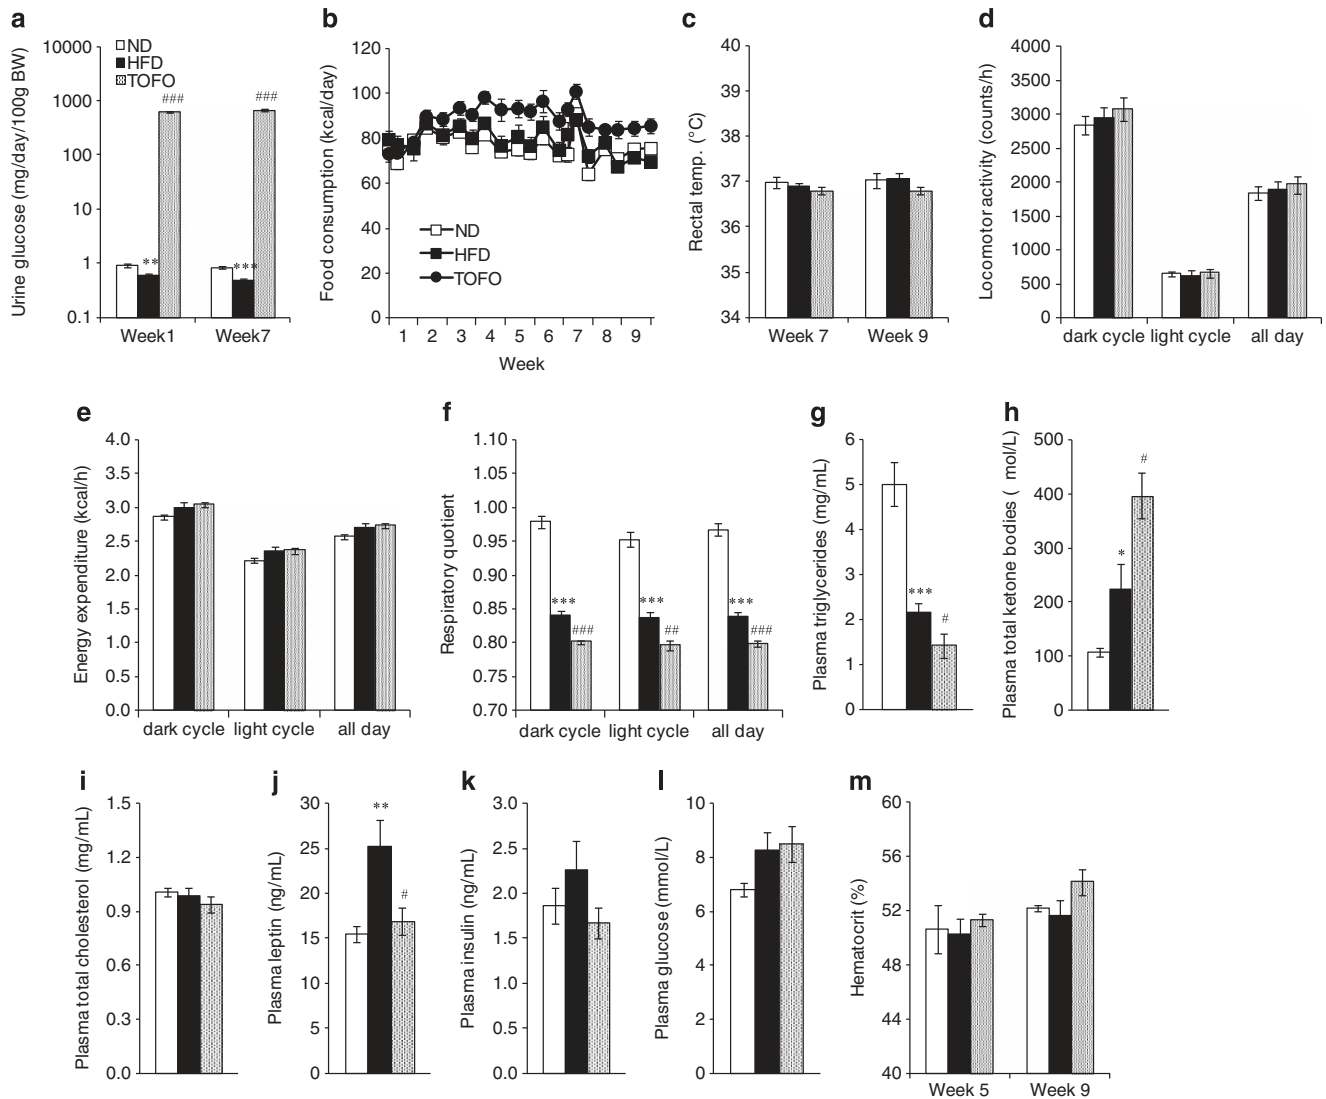 a
Urine glucose (mg/day/100g BW)
10000
1000
100
10
1
0.1
ND
HFD
TOFO
###
###
**
***
Week1
Week7
b
Food consumption (kcal/day)
120
100
80
60
40
20
0
ND
HFD
TOFO
1 2 3 4 5 6 7 8 9
Week
c
Rectal temp. (°C)
40
39
38
37
36
35
34
Week 7
Week 9
d
Locomotor activity (counts/h)
4000
3500
3000
2500
2000
1500
1000
500
0
dark cycle light cycle all day
e
Energy expenditure (kcal/h)
4.0
3.5
3.0
2.5
2.0
1.5
1.0
0.5
0.0
dark cycle light cycle all day
f
Respiratory quotient
1.10
1.05
1.00
0.95
0.90
0.85
0.80
0.75
0.70
***
###
***
##
***
###
dark cycle light cycle all day
g
Plasma triglycerides (mg/mL)
6
5
4
3
2
1
0
***
#
h
Plasma total ketone bodies ( mol/L)
500
400
300
200
100
0
*
#
i
Plasma total cholesterol (mg/mL)
1.5
1.2
0.9
0.6
0.3
0.0
j
Plasma leptin (ng/mL)
30
25
20
15
10
5
0
**
#
k
Plasma insulin (ng/mL)
3.0
2.5
2.0
1.5
1.0
0.5
0.0
l
Plasma glucose (mmol/L)
10
8
6
4
2
0
m
Hematocrit (%)
60
56
52
48
44
40
Week 5
Week 9